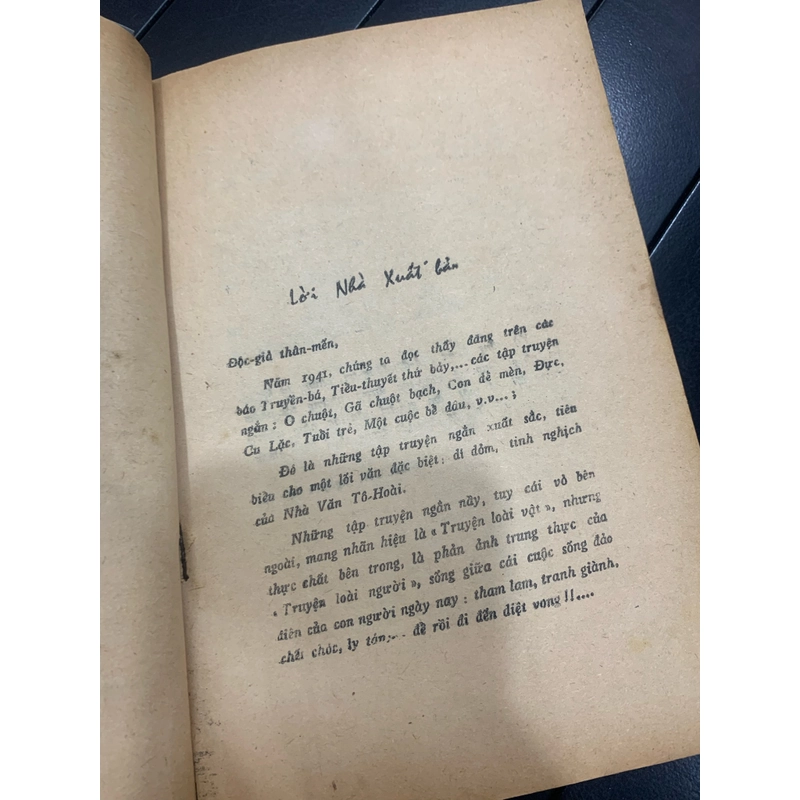 Lời Nhà Xuất bản
Độc-giả thân-mến,
Năm 1941, chúng ta đọc thấy đăng trên các
báo Truyền-bá, Tiểu-thuyết thứ bảy,... các tập truyện
ngắn : O chuột, Gã chuột bạch, Con dế mèn, Đực,
Cu Lặc, Tuổi trẻ, Một cuộc bể dâu, v.v... ;
Đó là những tập truyện ngắn xuất sắc, tiêu
biểu cho một lối văn đặc biệt : dí dỏm, tinh nghịch
của Nhà Văn Tô-Hoài.
Những tập truyện ngắn này, tuy cái vỏ bên
ngoài, mang nhãn hiệu là « Truyện loài vật », nhưng
thực chất bên trong, là phản ảnh trung thực của
« Truyện loài người », sống giữa cái cuộc sống đảo
điên của con người ngày nay : tham lam, tranh giành,
chắt chóc, ly tán,... để rồi đi đến diệt vong !!....